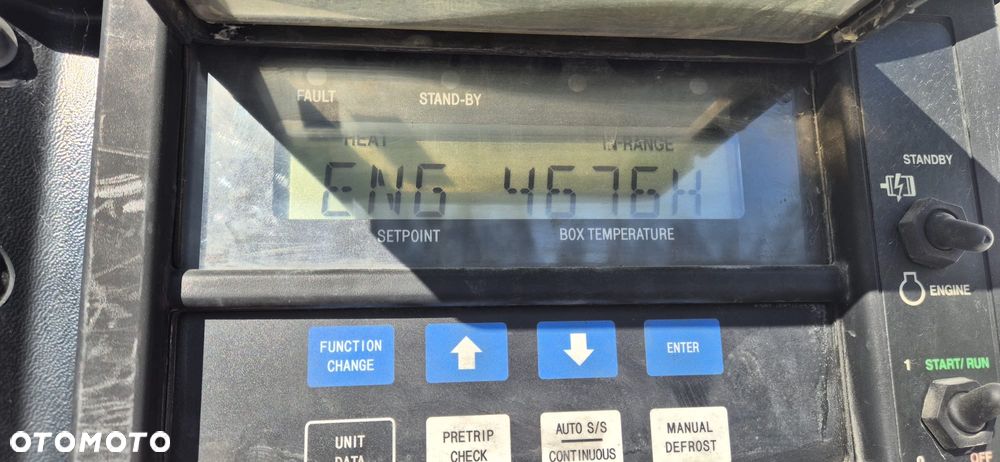 FAULT STAND-BY
HEAT IN-RANGE
ENG 4676H
SETPOINT BOX TEMPERATURE
STANDBY
ENGINE
FUNCTION
CHANGE
ENTER
1 START/RUN
UNIT
DATA
PRETRIP
CHECK
AUTO S/S
CONTINUOUS
MANUAL
DEFROST
OFF
OTOMOTO